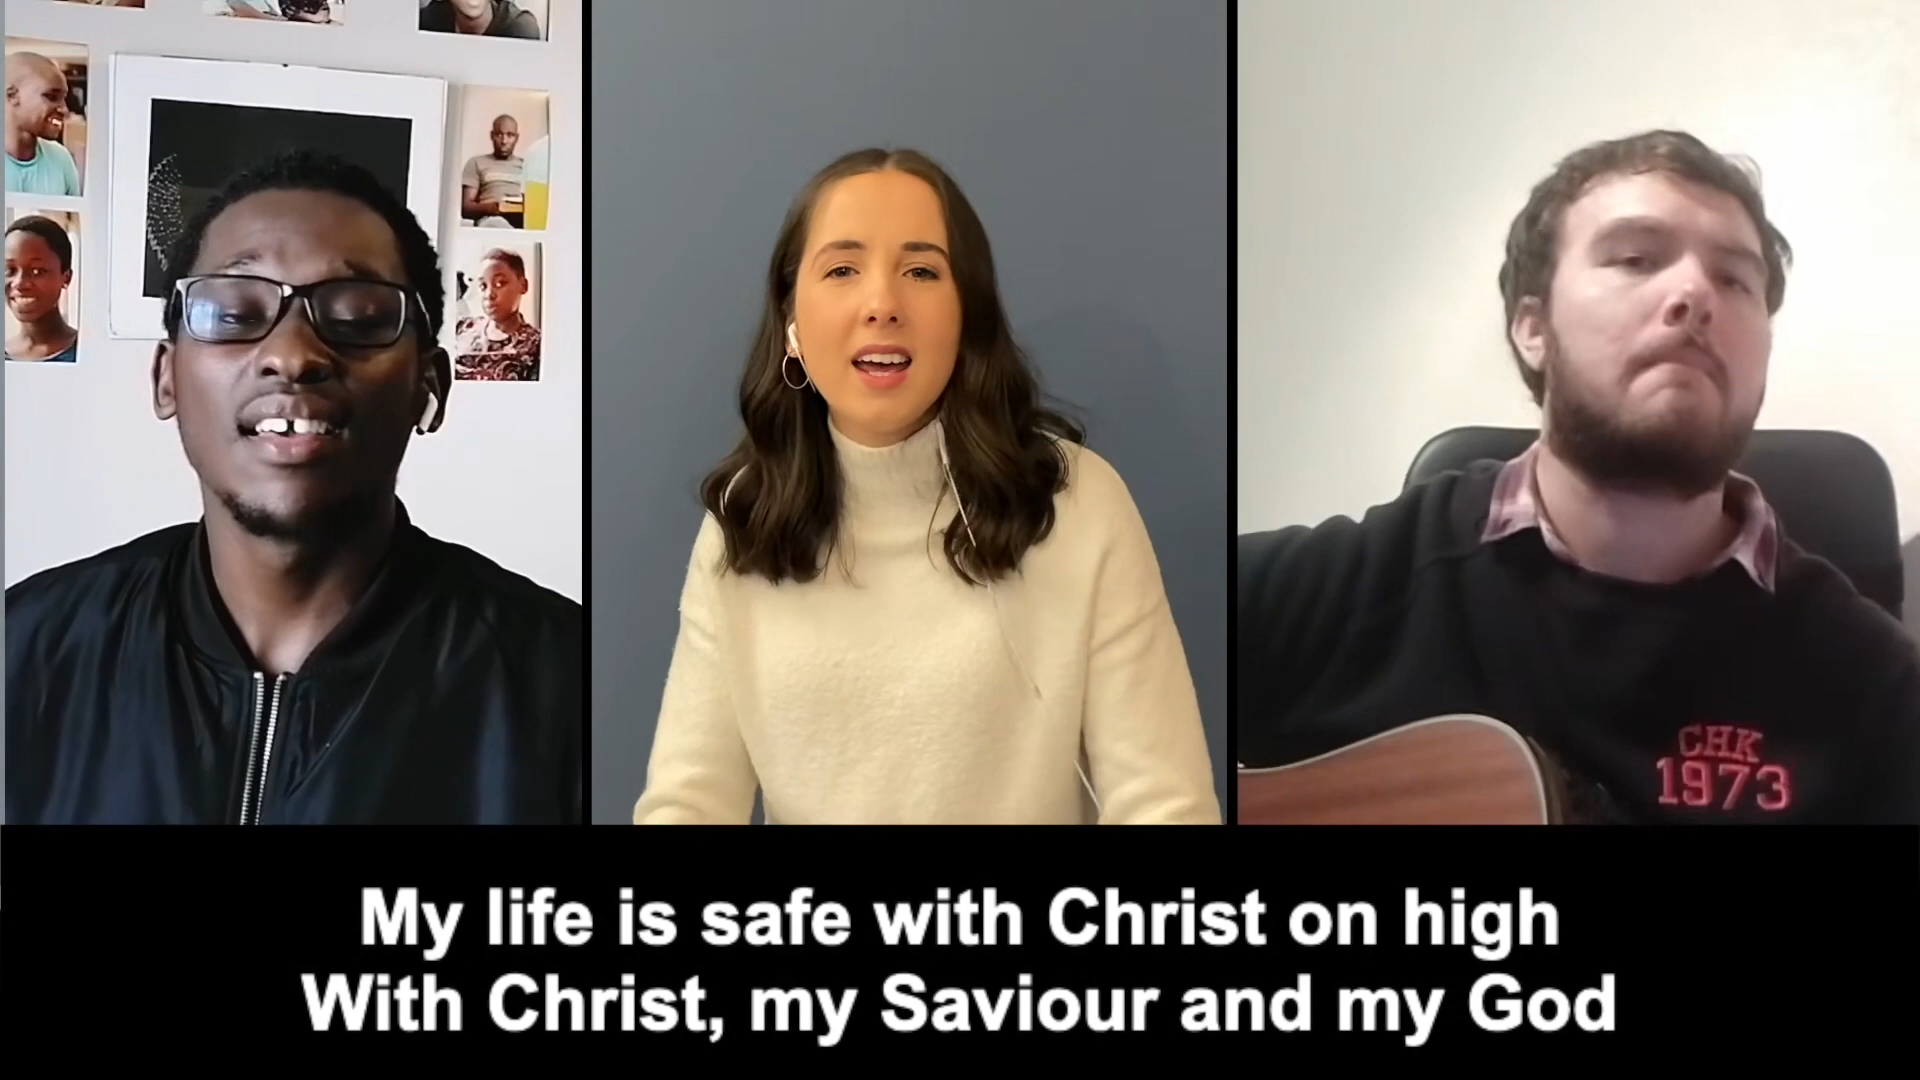 CHK
1973
My life is safe with Christ on high
With Christ, my Saviour and my God